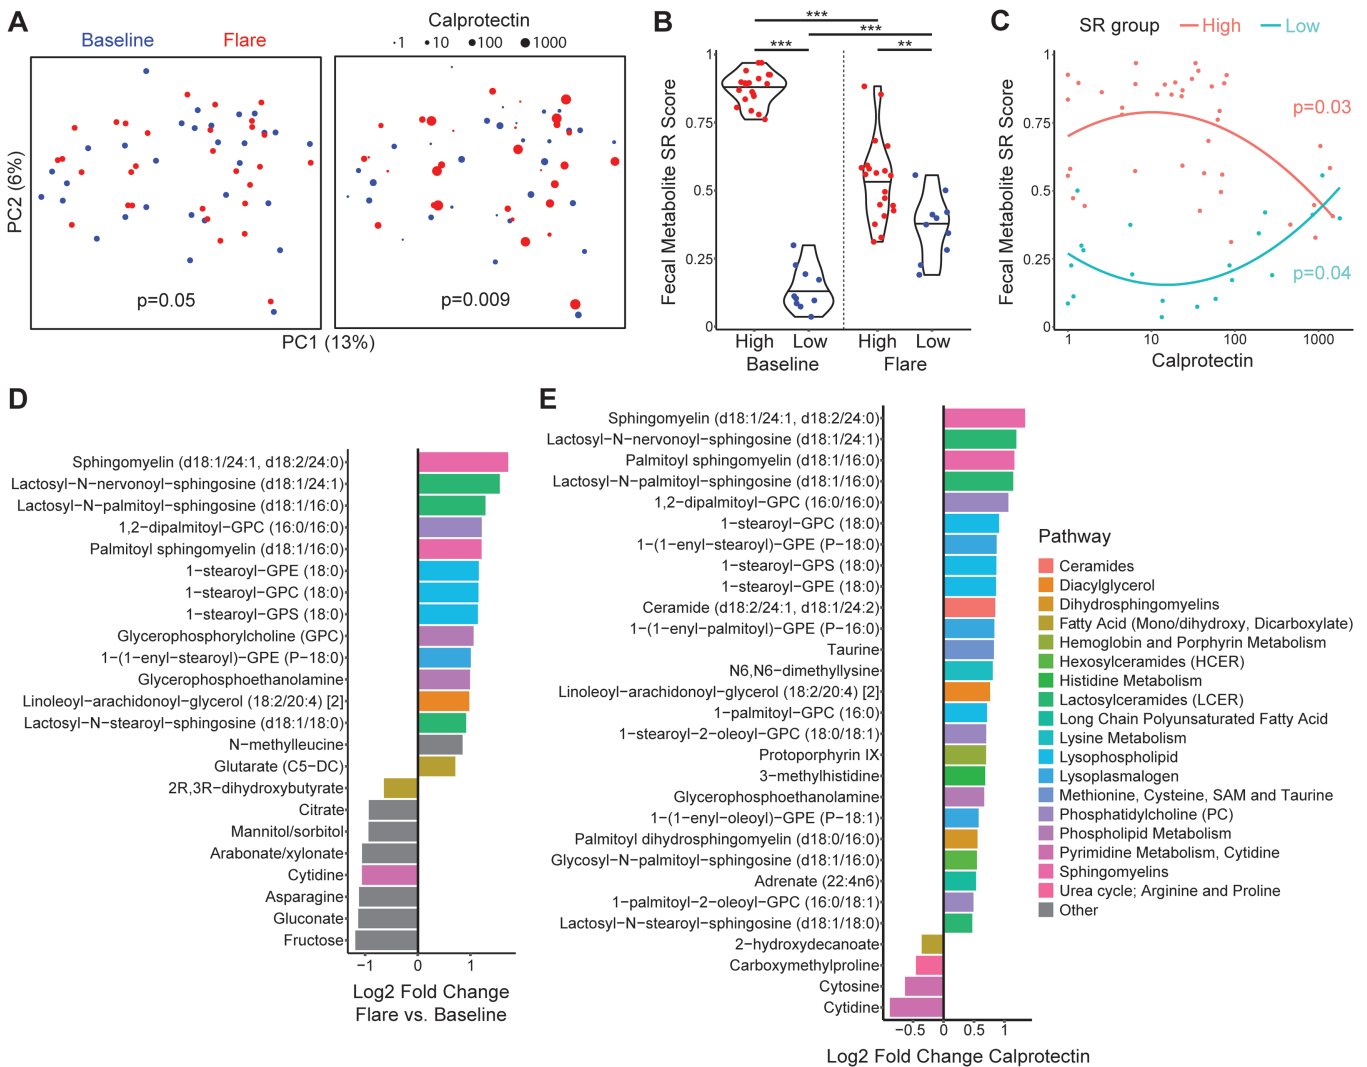 A
Baseline
Flare
Calprotectin
1
10
100
1000
PC2 (6%)
p=0.05
p=0.009
PC1 (13%)
B
***
***
***
**
Fecal Metabolite SR Score
1
0.75
0.5
0.25
0
High
Low
High
Low
Baseline
Flare
C
SR group
High
Low
Fecal Metabolite SR Score
1
0.75
0.5
0.25
0
p=0.03
p=0.04
1
10
100
1000
Calprotectin
D
Sphingomyelin (d18:1/24:1, d18:2/24:0)
Lactosyl−N−nervonoyl−sphingosine (d18:1/24:1)
Lactosyl−N−palmitoyl−sphingosine (d18:1/16:0)
1,2−dipalmitoyl−GPC (16:0/16:0)
Palmitoyl sphingomyelin (d18:1/16:0)
1−stearoyl−GPE (18:0)
1−stearoyl−GPC (18:0)
1−stearoyl−GPS (18:0)
Glycerophosphorylcholine (GPC)
1−(1−enyl−stearoyl)−GPE (P−18:0)
Glycerophosphoethanolamine
Linoleoyl−arachidonoyl−glycerol (18:2/20:4) [2]
Lactosyl−N−stearoyl−sphingosine (d18:1/18:0)
N−methylleucine
Glutarate (C5−DC)
2R,3R−dihydroxybutyrate
Citrate
Mannitol/sorbitol
Arabonate/xylonate
Cytidine
Asparagine
Gluconate
Fructose
−1
0
1
Log2 Fold Change
Flare vs. Baseline
E
Sphingomyelin (d18:1/24:1, d18:2/24:0)
Lactosyl−N−nervonoyl−sphingosine (d18:1/24:1)
Palmitoyl sphingomyelin (d18:1/16:0)
Lactosyl−N−palmitoyl−sphingosine (d18:1/16:0)
1,2−dipalmitoyl−GPC (16:0/16:0)
1−stearoyl−GPC (18:0)
1−(1−enyl−stearoyl)−GPE (P−18:0)
1−stearoyl−GPS (18:0)
1−stearoyl−GPE (18:0)
Ceramide (d18:2/24:1, d18:1/24:2)
1−(1−enyl−palmitoyl)−GPE (P−16:0)
Taurine
N6,N6−dimethyllysine
Linoleoyl−arachidonoyl−glycerol (18:2/20:4) [2]
1−palmitoyl−GPC (16:0)
1−stearoyl−2−oleoyl−GPC (18:0/18:1)
Protoporphyrin IX
3−methylhistidine
Glycerophosphoethanolamine
1−(1−enyl−oleoyl)−GPE (P−18:1)
Palmitoyl dihydrosphingomyelin (d18:0/16:0)
Glycosyl−N−palmitoyl−sphingosine (d18:1/16:0)
Adrenate (22:4n6)
1−palmitoyl−2−oleoyl−GPC (16:0/18:1)
Lactosyl−N−stearoyl−sphingosine (d18:1/18:0)
2−hydroxydecanoate
Carboxymethylproline
Cytosine
Cytidine
−0.5
0
0.5
1
Log2 Fold Change Calprotectin
Pathway
Ceramides
Diacylglycerol
Dihydrosphingomyelins
Fatty Acid (Mono/dihydroxy, Dicarboxylate)
Hemoglobin and Porphyrin Metabolism
Hexosylceramides (HCER)
Histidine Metabolism
Lactosylceramides (LCER)
Long Chain Polyunsaturated Fatty Acid
Lysine Metabolism
Lysophospholipid
Lysoplasmalogen
Methionine, Cysteine, SAM and Taurine
Phosphatidylcholine (PC)
Phospholipid Metabolism
Pyrimidine Metabolism, Cytidine
Sphingomyelins
Urea cycle; Arginine and Proline
Other